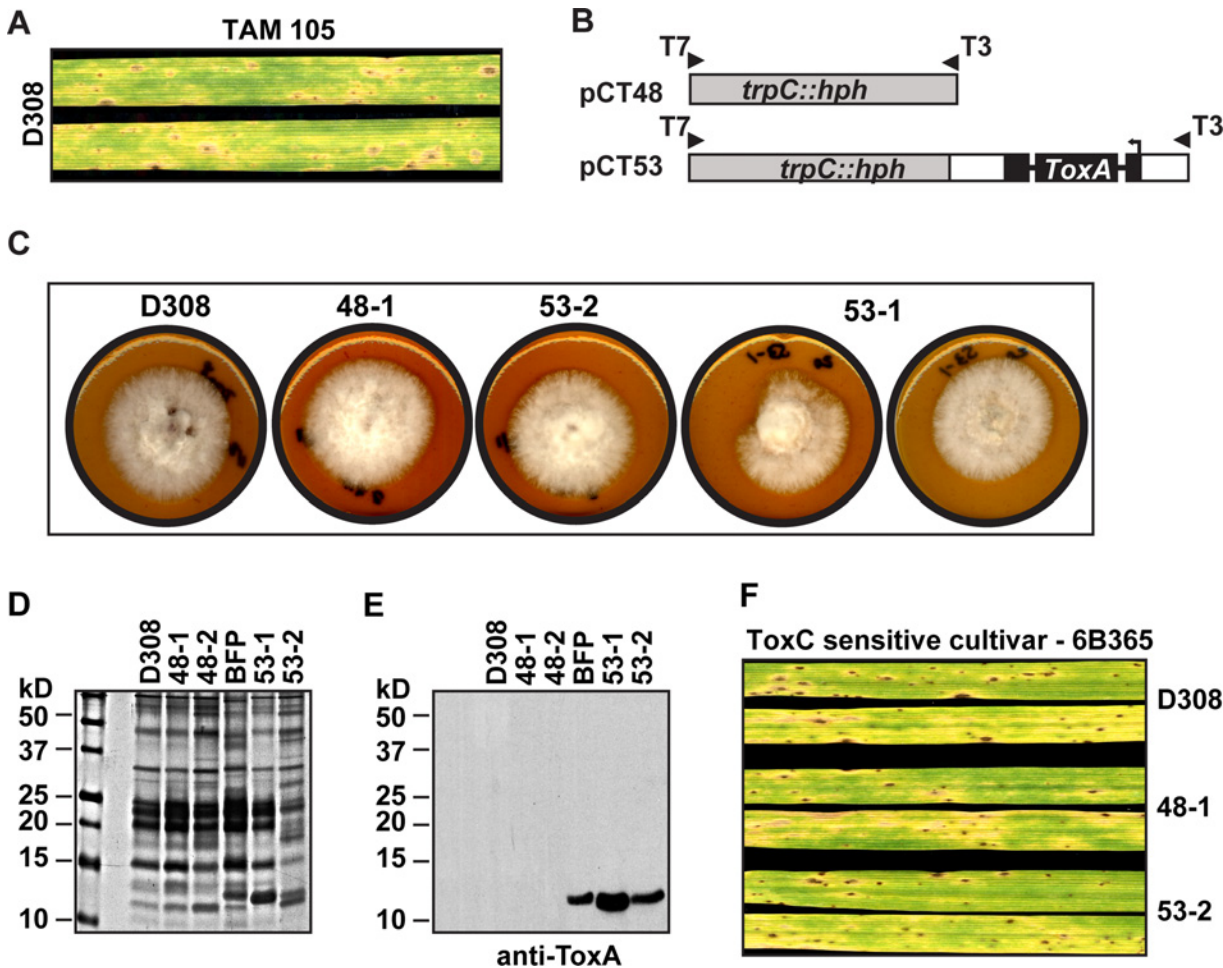 A
TAM 105
D308
B
T7
T3
pCT48
trpC::hph
T7
T3
pCT53
trpC::hph
ToxA
C
D308
48-1
53-2
53-1
53-1
D
D308
48-1
48-2
BFP
53-1
53-2
kD
50
37
25
20
15
10
E
D308
48-1
48-2
BFP
53-1
53-2
kD
50
37
25
20
15
10
anti-ToxA
F
ToxC sensitive cultivar - 6B365
D308
48-1
53-2